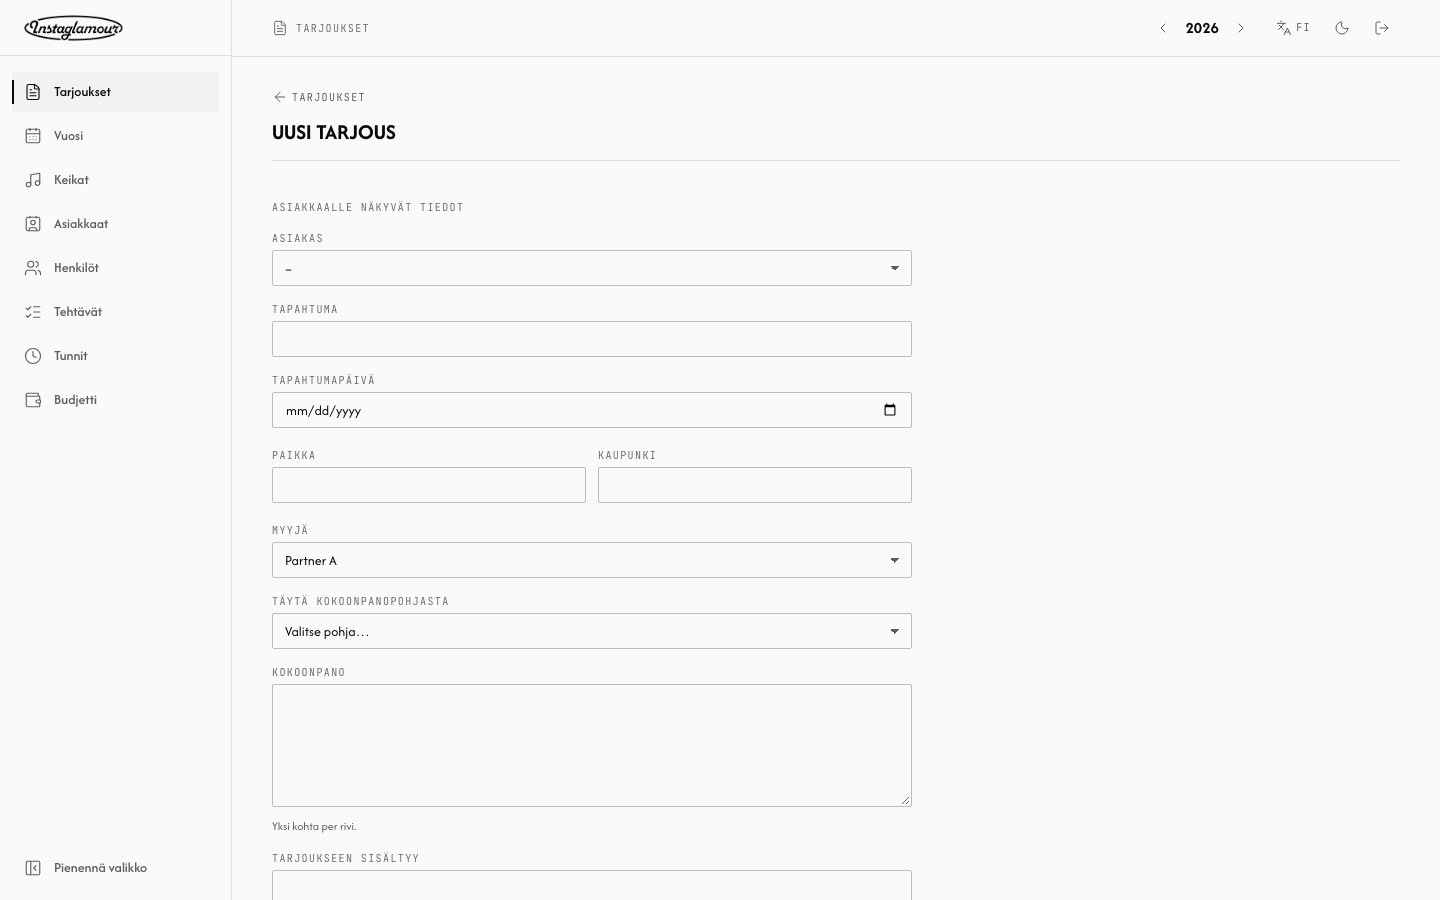 Instaglamour
TARJOUKSET
2026
FI
Tarjoukset
Vuosi
Keikat
Asiakkaat
Henkilöt
Tehtävät
Tunnit
Budjetti
Pienennä valikko
TARJOUKSET
UUSI TARJOUS
ASIAKKAALLE NÄKYVÄT TIEDOT
ASIAKAS
–
TAPAHTUMA
TAPAHTUMAPÄIVÄ
mm/dd/yyyy
PAIKKA
KAUPUNKI
MYYJÄ
Partner A
TÄYTÄ KOKOONPANOPOHJASTA
Valitse pohja…
KOKOONPANO
Yksi kohta per rivi.
TARJOUKSEEN SISÄLTYY